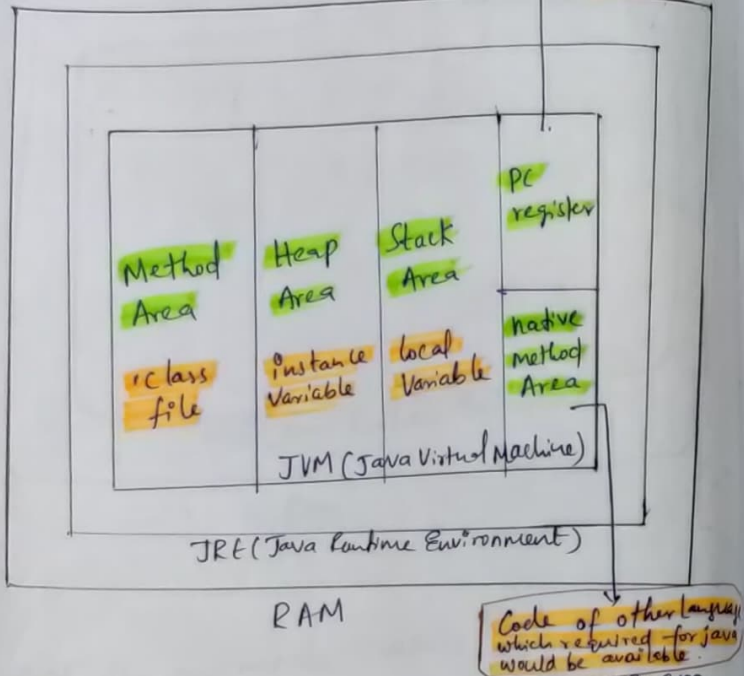 Method
Area
.class
file
Heap
Area
instance
Variable
Stack
Area
local
Variable
PC
register
native
method
Area
JVM (Java Virtual Machine)
JRE (Java Runtime Environment)
RAM
Code of other language
which required for java
would be available.